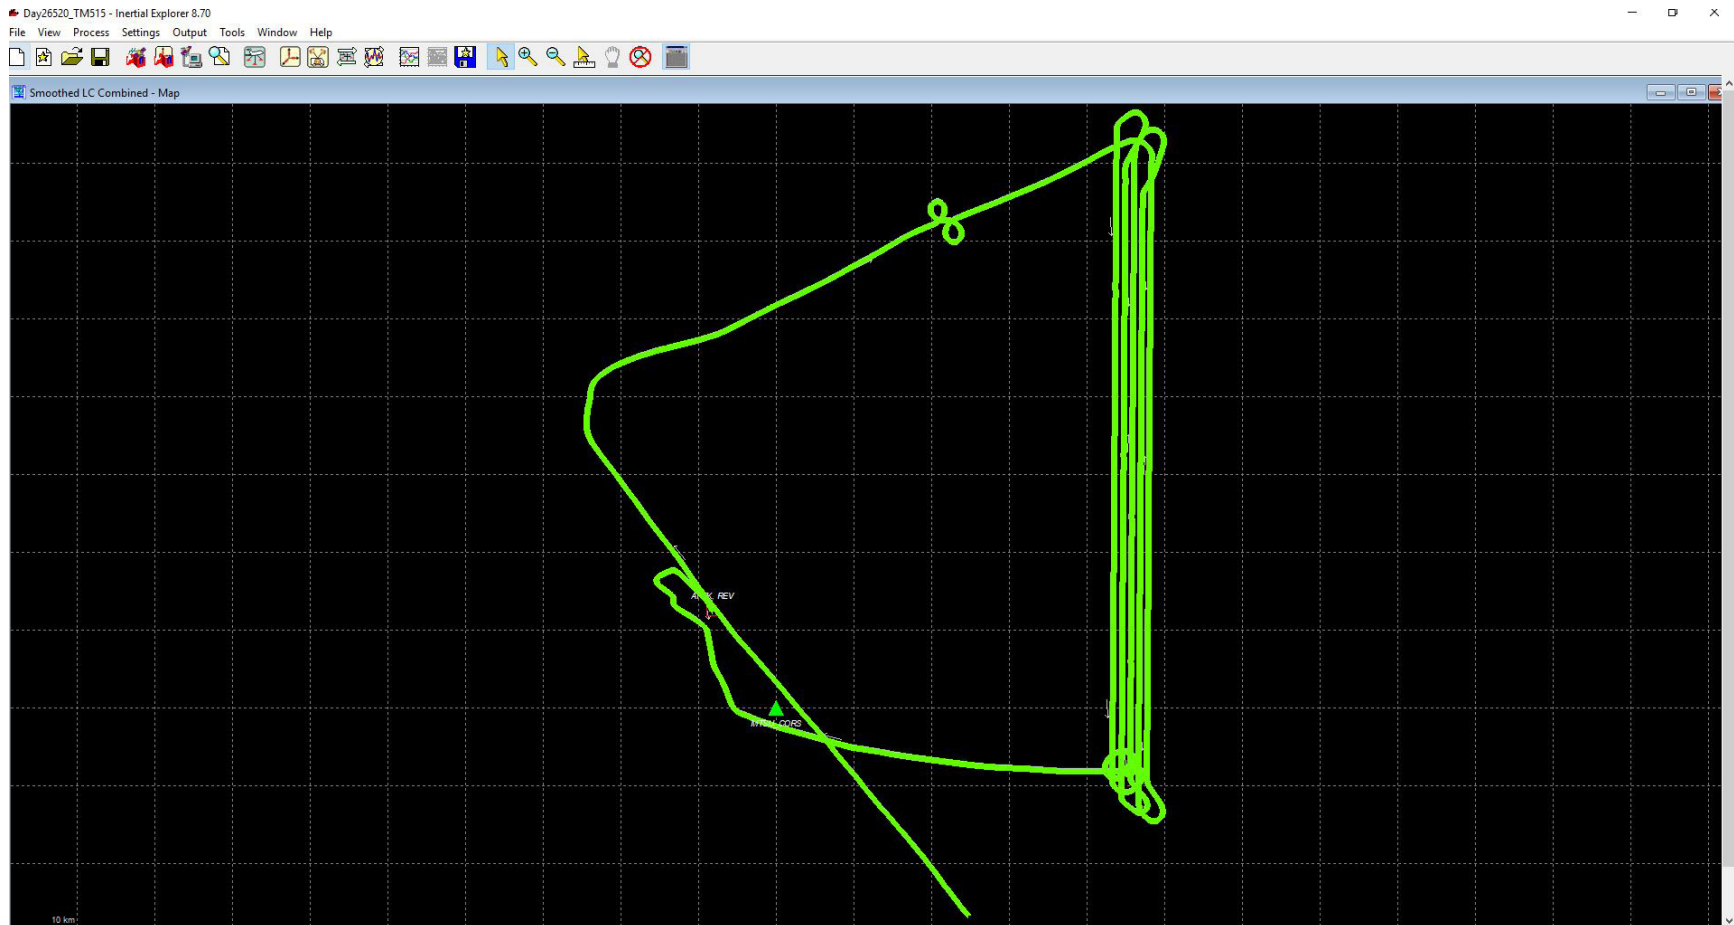 Day26520_TM515 - Inertial Explorer 8.70
File View Process Settings Output Tools Window Help
Smoothed LC Combined - Map
REV
CORS
10 km